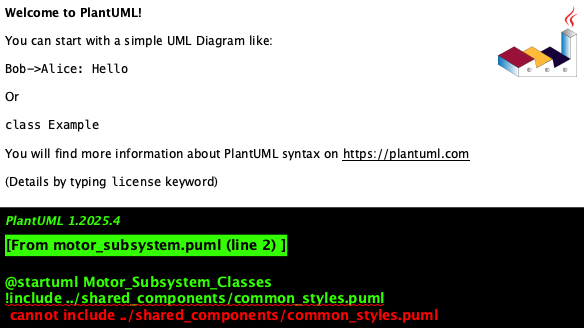 Welcome to PlantUML!
You can start with a simple UML Diagram like:
Bob->Alice: Hello
Or
class Example
You will find more information about PlantUML syntax on https://plantuml.com
(Details by typing license keyword)
PlantUML 1.2025.4
[From motor_subsystem.puml (line 2) ]
@startuml Motor_Subsystem_Classes
!include ../shared_components/common_styles.puml
cannot include ../shared_components/common_styles.puml